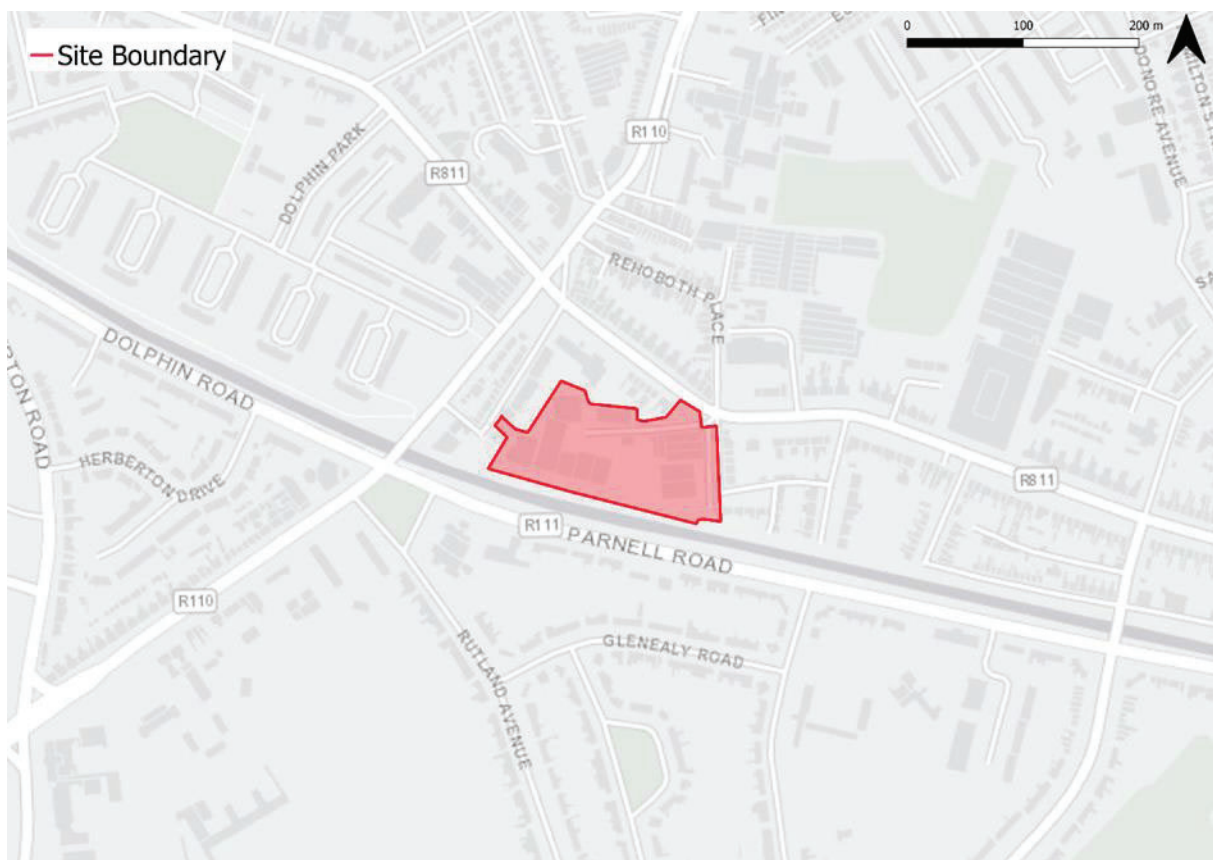 Site Boundary
0 100 200 m
R110
DONORE AVENUE
DOLPHIN PARK
R811
REHOBOTH PLACE
DOLPHIN ROAD
HERBERTON DRIVE
R111
PARNELL ROAD
R811
R110
RUTLAND AVENUE
GLENEALY ROAD